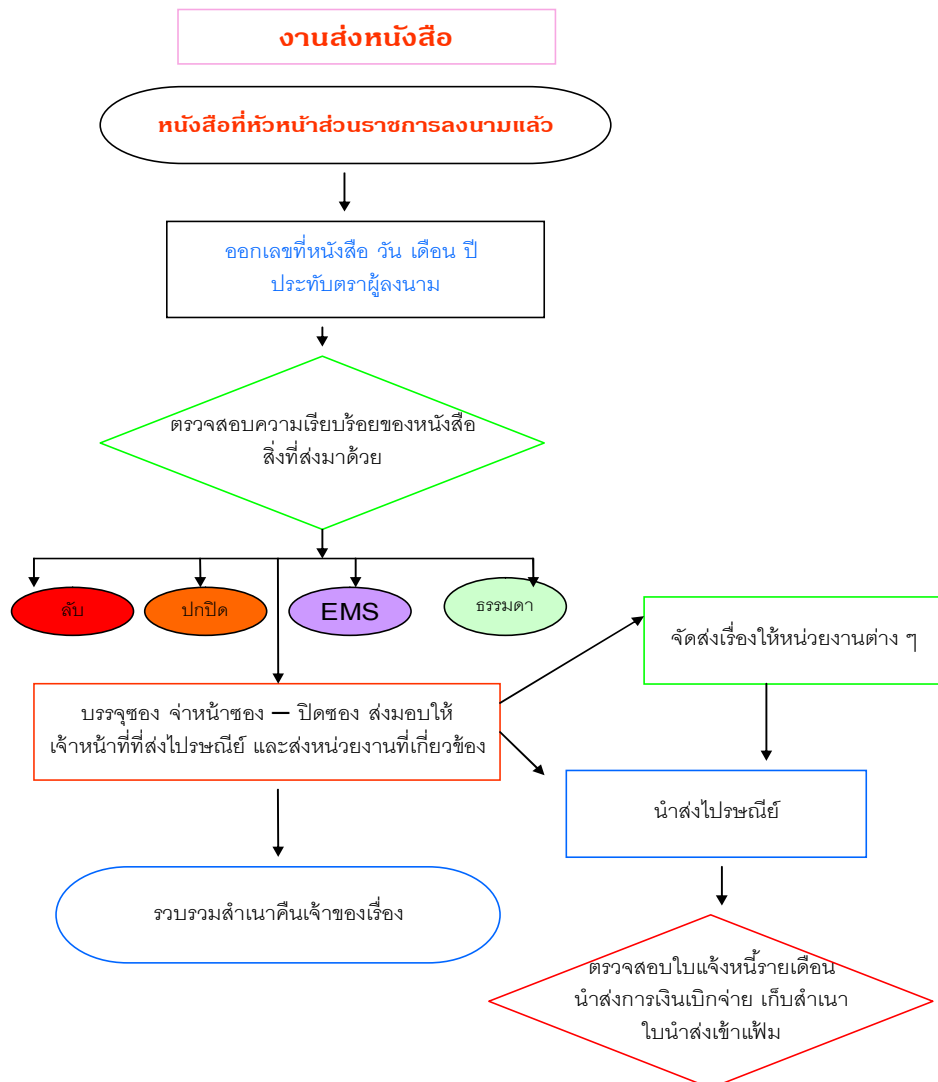 งานส่งหนังสือ
หนังสือที่หัวหน้าส่วนราชการลงนามแล้ว
ออกเลขที่หนังสือ วัน เดือน ปี
ประทับตราผู้ลงนาม
ตรวจสอบความเรียบร้อยของหนังสือ
สิ่งที่ส่งมาด้วย
ลับ
ปกปิด
EMS
ธรรมดา
จัดส่งเรื่องให้หน่วยงานต่าง ๆ
บรรจุซอง จ่าหน้าซอง – ปิดซอง ส่งมอบให้
เจ้าหน้าที่ที่ส่งไปรษณีย์ และส่งหน่วยงานที่เกี่ยวข้อง
นำส่งไปรษณีย์
รวบรวมสำเนาคืนเจ้าของเรื่อง
ตรวจสอบใบแจ้งหนี้รายเดือน
นำส่งการเงินเบิกจ่าย เก็บสำเนา
ใบนำส่งเข้าแฟ้ม